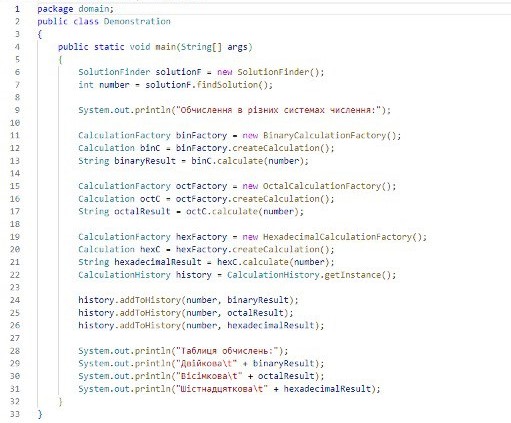 1 package domain;
2 public class Demonstration
3 {
4     public static void main(String[] args)
5     {
6         SolutionFinder solutionF = new SolutionFinder();
7         int number = solutionF.findSolution();
8
9         System.out.println("Обчислення в різних системах числення:");
10
11         CalculationFactory binFactory = new BinaryCalculationFactory();
12         Calculation binC = binFactory.createCalculation();
13         String binaryResult = binC.calculate(number);
14
15         CalculationFactory octFactory = new OctalCalculationFactory();
16         Calculation octC = octFactory.createCalculation();
17         String octalResult = octC.calculate(number);
18
19         CalculationFactory hexFactory = new HexadecimalCalculationFactory();
20         Calculation hexC = hexFactory.createCalculation();
21         String hexadecimalResult = hexC.calculate(number);
22         CalculationHistory history = CalculationHistory.getInstance();
23
24         history.addToHistory(number, binaryResult);
25         history.addToHistory(number, octalResult);
26         history.addToHistory(number, hexadecimalResult);
27
28         System.out.println("Таблиця обчислень:");
29         System.out.println("Двійкова\t" + binaryResult);
30         System.out.println("Вісімкова\t" + octalResult);
31         System.out.println("Шістнадцяткова\t" + hexadecimalResult);
32     }
33 }